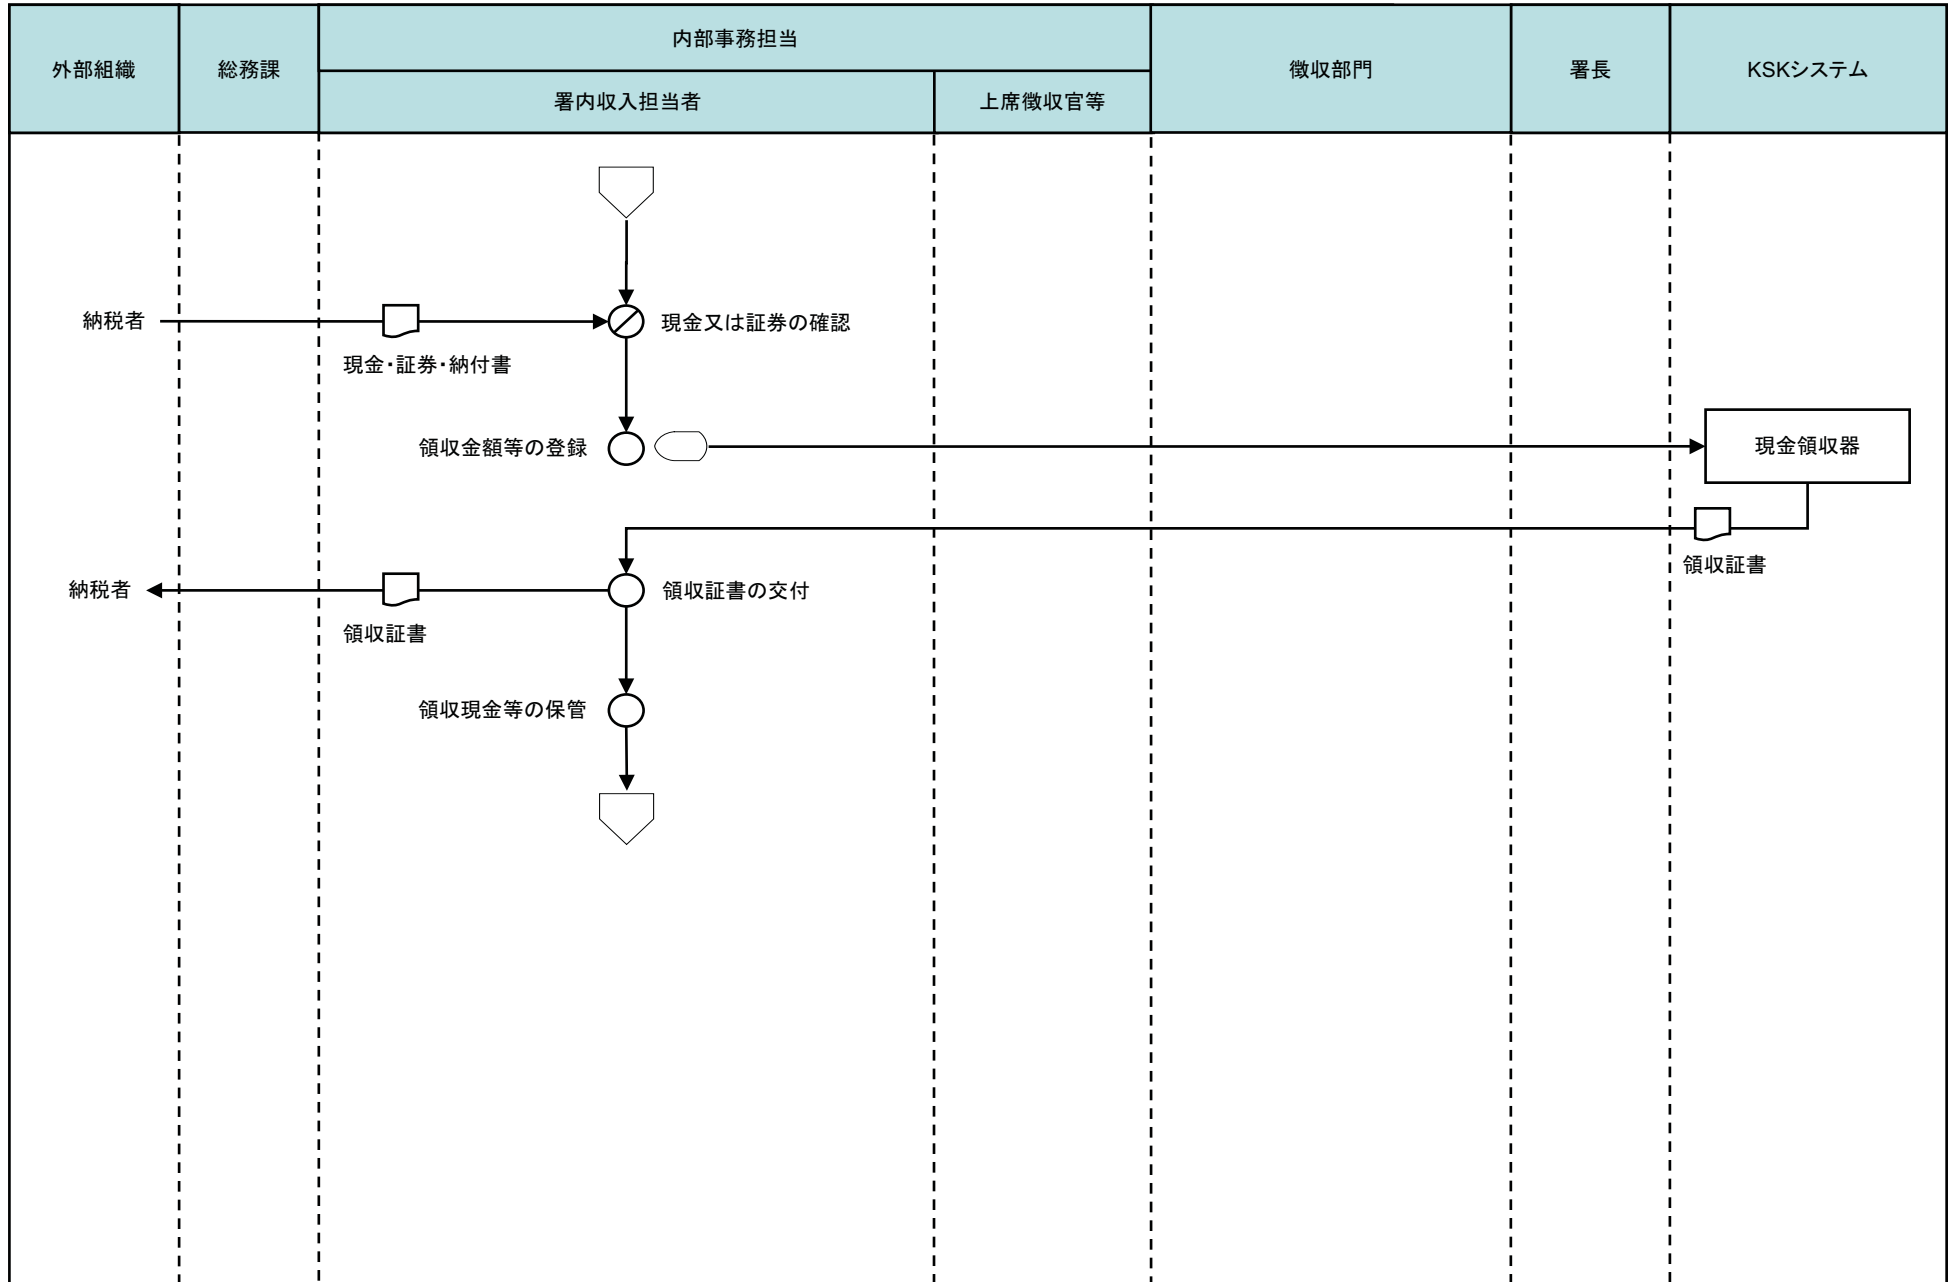 外部組織
総務課
内部事務担当
署内収入担当者
上席徴収官等
徴収部門
署長
KSKシステム
納税者
現金・証券・納付書
現金又は証券の確認
領収金額等の登録
現金領収器
領収証書
納税者
領収証書
領収証書の交付
領収現金等の保管